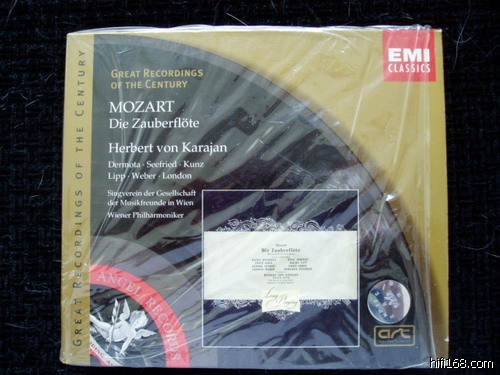 GREAT RECORDINGS OF THE CENTURY
EMI
CLASSICS
GREAT RECORDINGS
OF THE CENTURY
MOZART
Die Zauberflöte
Herbert von Karajan
Dermota · Seefried · Kunz
Lipp · Weber · London
Singverein der Gesellschaft
der Musikfreunde in Wien
Wiener Philharmoniker
Mozart
Die Zauberflöte
ANGEL RECORDS
art
hifi168.com